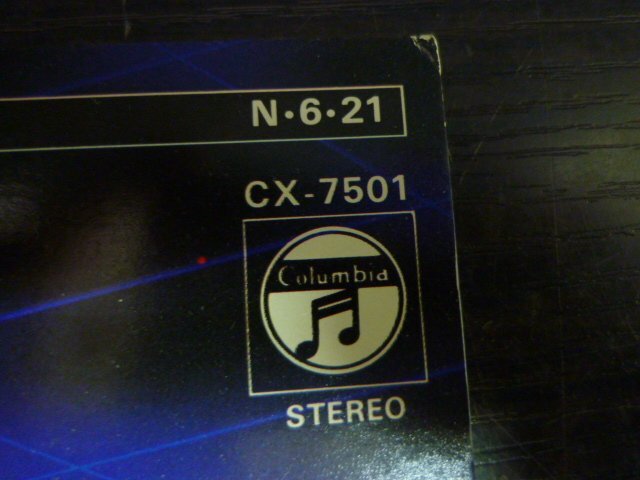 N·6·21
CX-7501
Columbia
STEREO